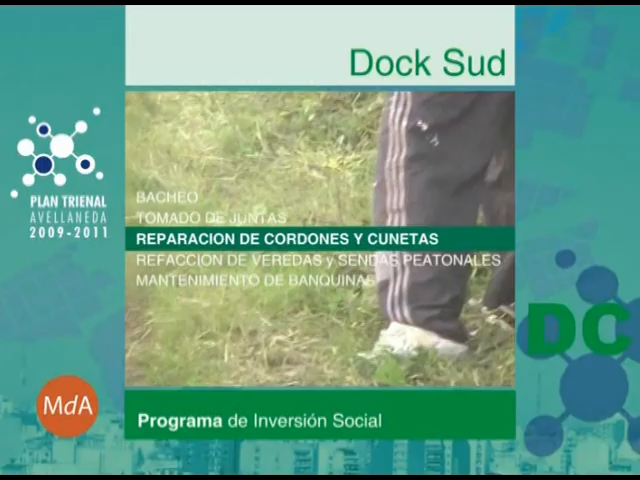 Dock Sud
PLAN TRIENAL
AVELLANEDA
2009-2011
BACHEO
TOMADO DE JUNTAS
REPARACION DE CORDONES Y CUNETAS
REFACCION DE VEREDAS y SENDAS PEATONALES
MANTENIMIENTO DE BANQUINAS
DC
MdA
Programa de Inversión Social